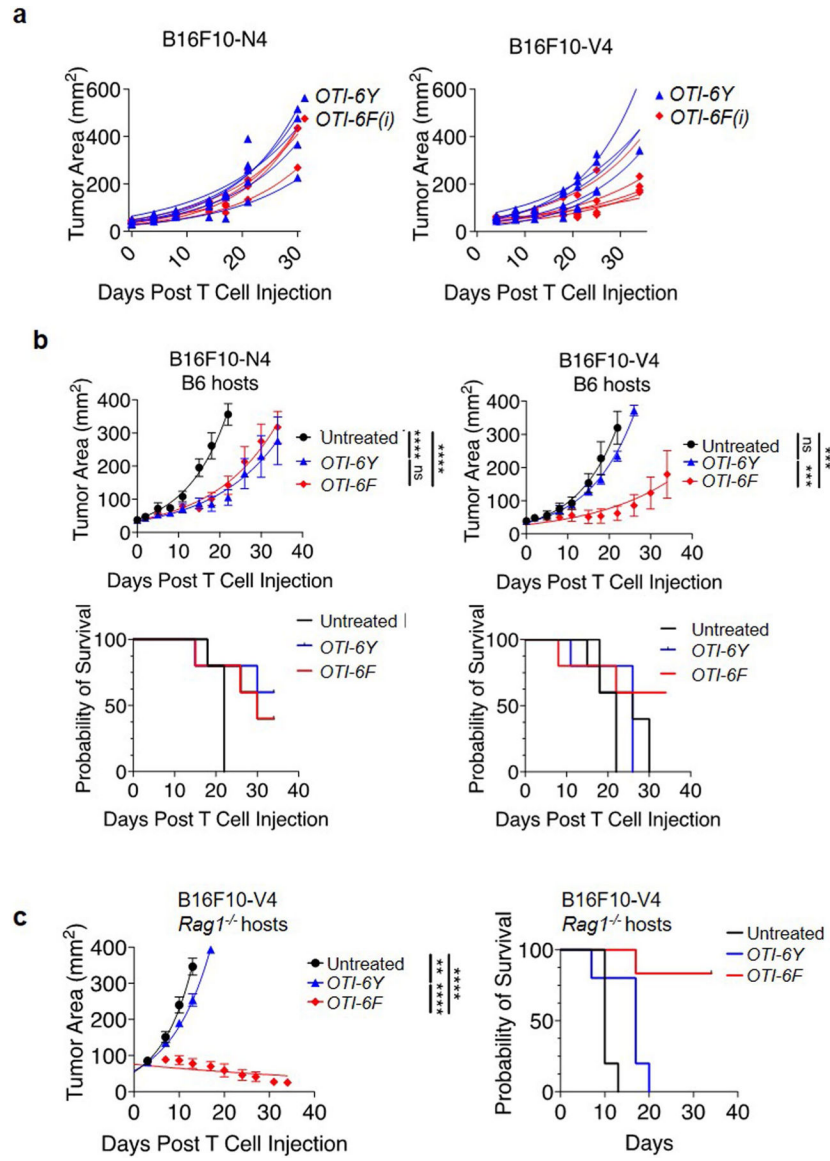 a
B16F10-N4
B16F10-V4
Tumor Area (mm²)
600
400
200
0
0
10
20
30
OTI-6Y
OTI-6F(i)
Days Post T Cell Injection
Tumor Area (mm²)
600
400
200
0
0
10
20
30
OTI-6Y
OTI-6F(i)
Days Post T Cell Injection
b
B16F10-N4
B6 hosts
Tumor Area (mm²)
400
300
200
100
0
0 10 20 30 40
Untreated
OTI-6Y
OTI-6F
**** ns
****
Days Post T Cell Injection
B16F10-V4
B6 hosts
Tumor Area (mm²)
400
300
200
100
0
0 10 20 30 40
Untreated
OTI-6Y
OTI-6F
ns ***
***
Days Post T Cell Injection
Probability of Survival
100
50
0
0 10 20 30 40
Untreated
OTI-6Y
OTI-6F
Days Post T Cell Injection
Probability of Survival
100
50
0
0 10 20 30 40
Untreated
OTI-6Y
OTI-6F
Days Post T Cell Injection
c
B16F10-V4
Rag1-/- hosts
Tumor Area (mm²)
400
300
200
100
0
0 10 20 30 40
Untreated
OTI-6Y
OTI-6F
** ****
****
Days Post T Cell Injection
B16F10-V4
Rag1-/- hosts
Probability of Survival
100
50
0
0 10 20 30 40
Untreated
OTI-6Y
OTI-6F
Days